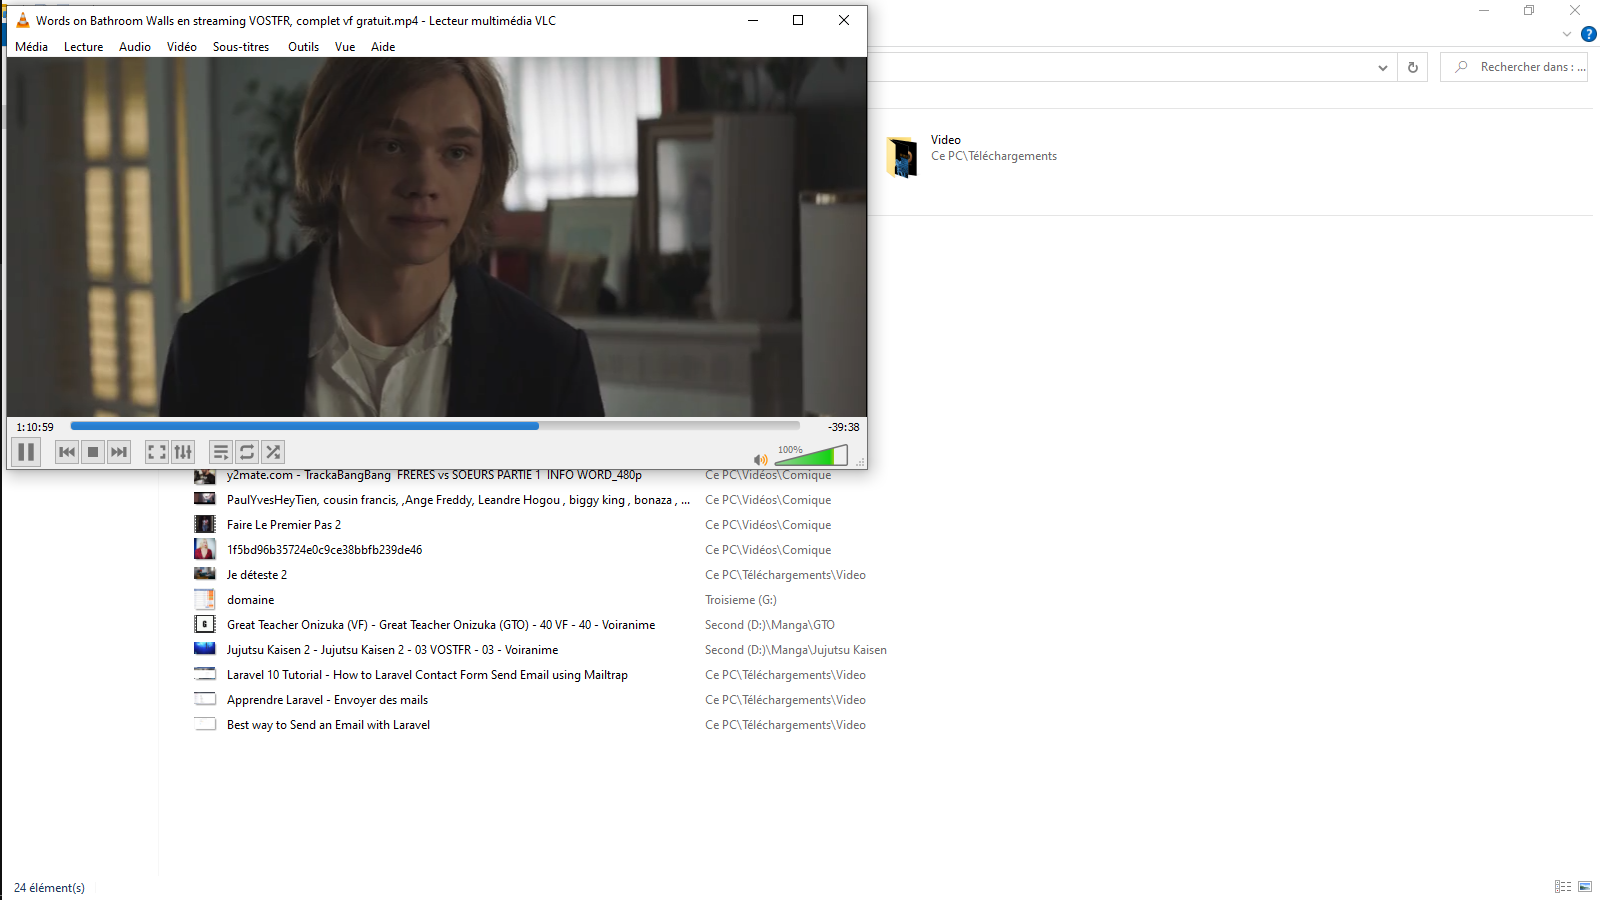 Words on Bathroom Walls en streaming VOSTFR, complet vf gratuit.mp4 - Lecteur multimédia VLC
Média Lecture Audio Vidéo Sous-titres Outils Vue Aide
Rechercher dans : ...
Video
Ce PC\Téléchargements
1:10:59 -39:38
100%
y2mate.com - TrackaBangBang FRERES vs SOEURS PARTIE 1 INFO WORD_480p Ce PC\Vidéos\Comique
PaulYvesHeyTien, cousin francis, ,Ange Freddy, Leandre Hogou , biggy king , bonaza , ... Ce PC\Vidéos\Comique
Faire Le Premier Pas 2 Ce PC\Vidéos\Comique
1f5bd96b35724e0c9ce38bbfb239de46 Ce PC\Vidéos\Comique
Je déteste 2 Ce PC\Téléchargements\Video
domaine Troisieme (G:)
Great Teacher Onizuka (VF) - Great Teacher Onizuka (GTO) - 40 VF - 40 - Voiranime Second (D:)\Manga\GTO
Jujutsu Kaisen 2 - Jujutsu Kaisen 2 - 03 VOSTFR - 03 - Voiranime Second (D:)\Manga\Jujutsu Kaisen
Laravel 10 Tutorial - How to Laravel Contact Form Send Email using Mailtrap Ce PC\Téléchargements\Video
Apprendre Laravel - Envoyer des mails Ce PC\Téléchargements\Video
Best way to Send an Email with Laravel Ce PC\Téléchargements\Video
24 élément(s)